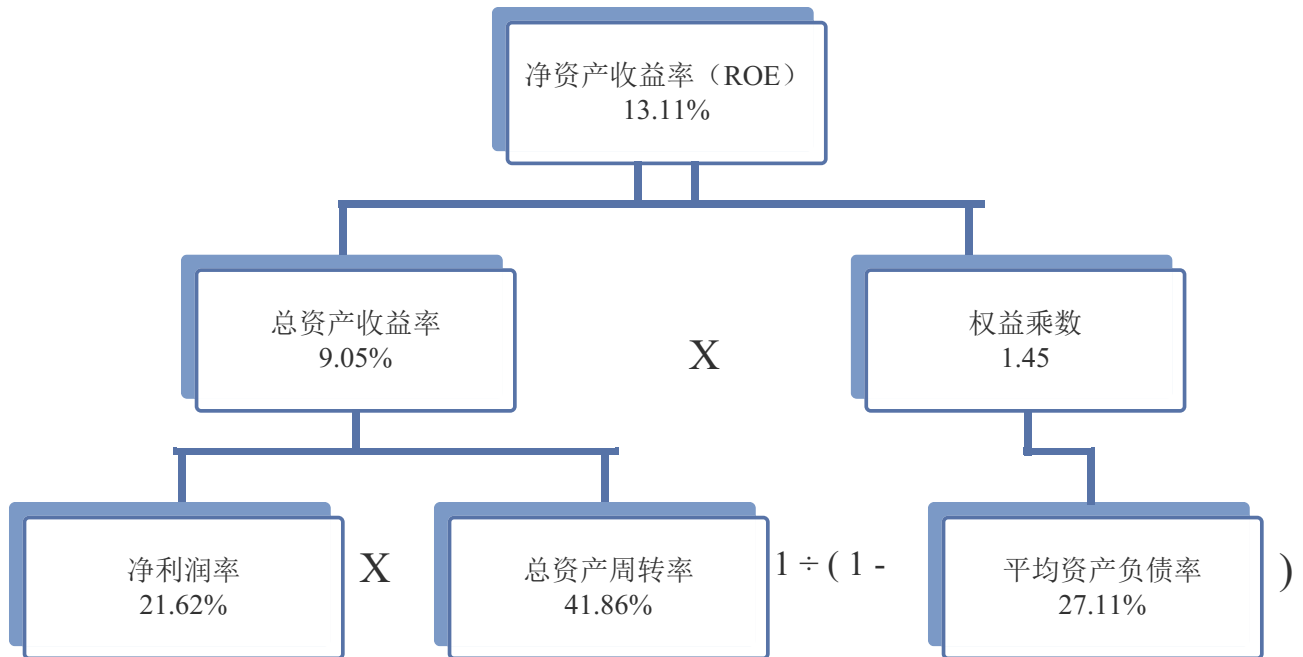 净资产收益率（ROE）
13.11%
总资产收益率
9.05%
X
权益乘数
1.45
净利润率
21.62%
X
总资产周转率
41.86%
1 ÷ ( 1 -
平均资产负债率
27.11%
)